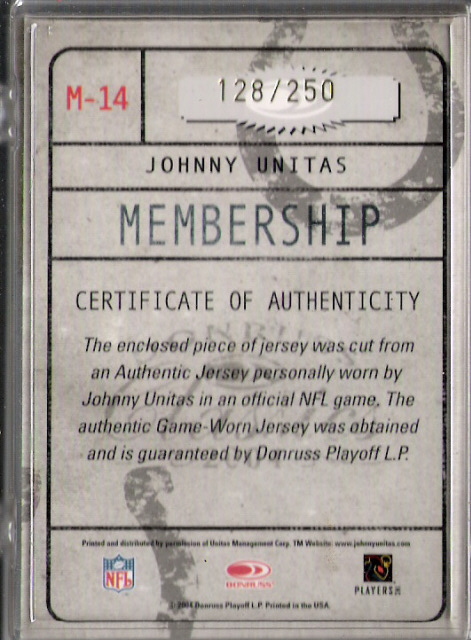 M-14
128/250
JOHNNY UNITAS
MEMBERSHIP
CERTIFICATE OF AUTHENTICITY
The enclosed piece of jersey was cut from
an Authentic Jersey personally worn by
Johnny Unitas in an official NFL game. The
authentic Game-Worn Jersey was obtained
and is guaranteed by Donruss Playoff L.P.
Printed and distributed by permission of Unitas Management Corp. TM Website: www.johnnyunitas.com
NFL
DONRUSS
PLAYERS INC
© 2004 Donruss Playoff L.P. Printed in the USA.